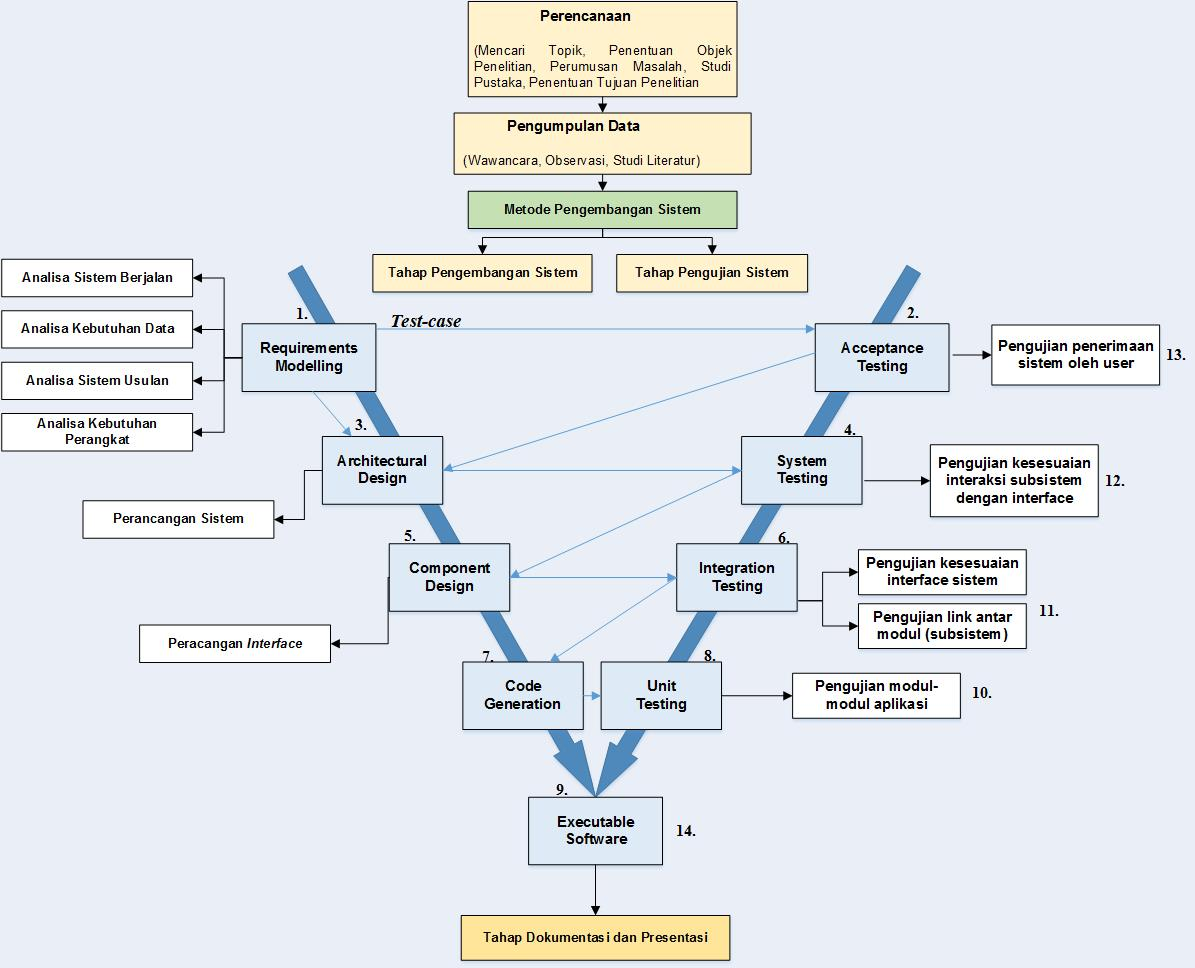 Perencanaan
(Mencari Topik, Penentuan Objek
Penelitian, Perumusan Masalah, Studi
Pustaka, Penentuan Tujuan Penelitian
Pengumpulan Data
(Wawancara, Observasi, Studi Literatur)
Metode Pengembangan Sistem
Tahap Pengembangan Sistem
Tahap Pengujian Sistem
Analisa Sistem Berjalan
Analisa Kebutuhan Data
Analisa Sistem Usulan
Analisa Kebutuhan
Perangkat
1.
Requirements
Modelling
Test-case
2.
Acceptance
Testing
Pengujian penerimaan
sistem oleh user
13.
3.
Architectural
Design
Perancangan Sistem
4.
System
Testing
Pengujian kesesuaian
interaksi subsistem
dengan interface
12.
5.
Component
Design
Peracangan Interface
6.
Integration
Testing
Pengujian kesesuaian
interface sistem
Pengujian link antar
modul (subsistem)
11.
7.
Code
Generation
8.
Unit
Testing
Pengujian modul-
modul aplikasi
10.
9.
Executable
Software
14.
Tahap Dokumentasi dan Presentasi